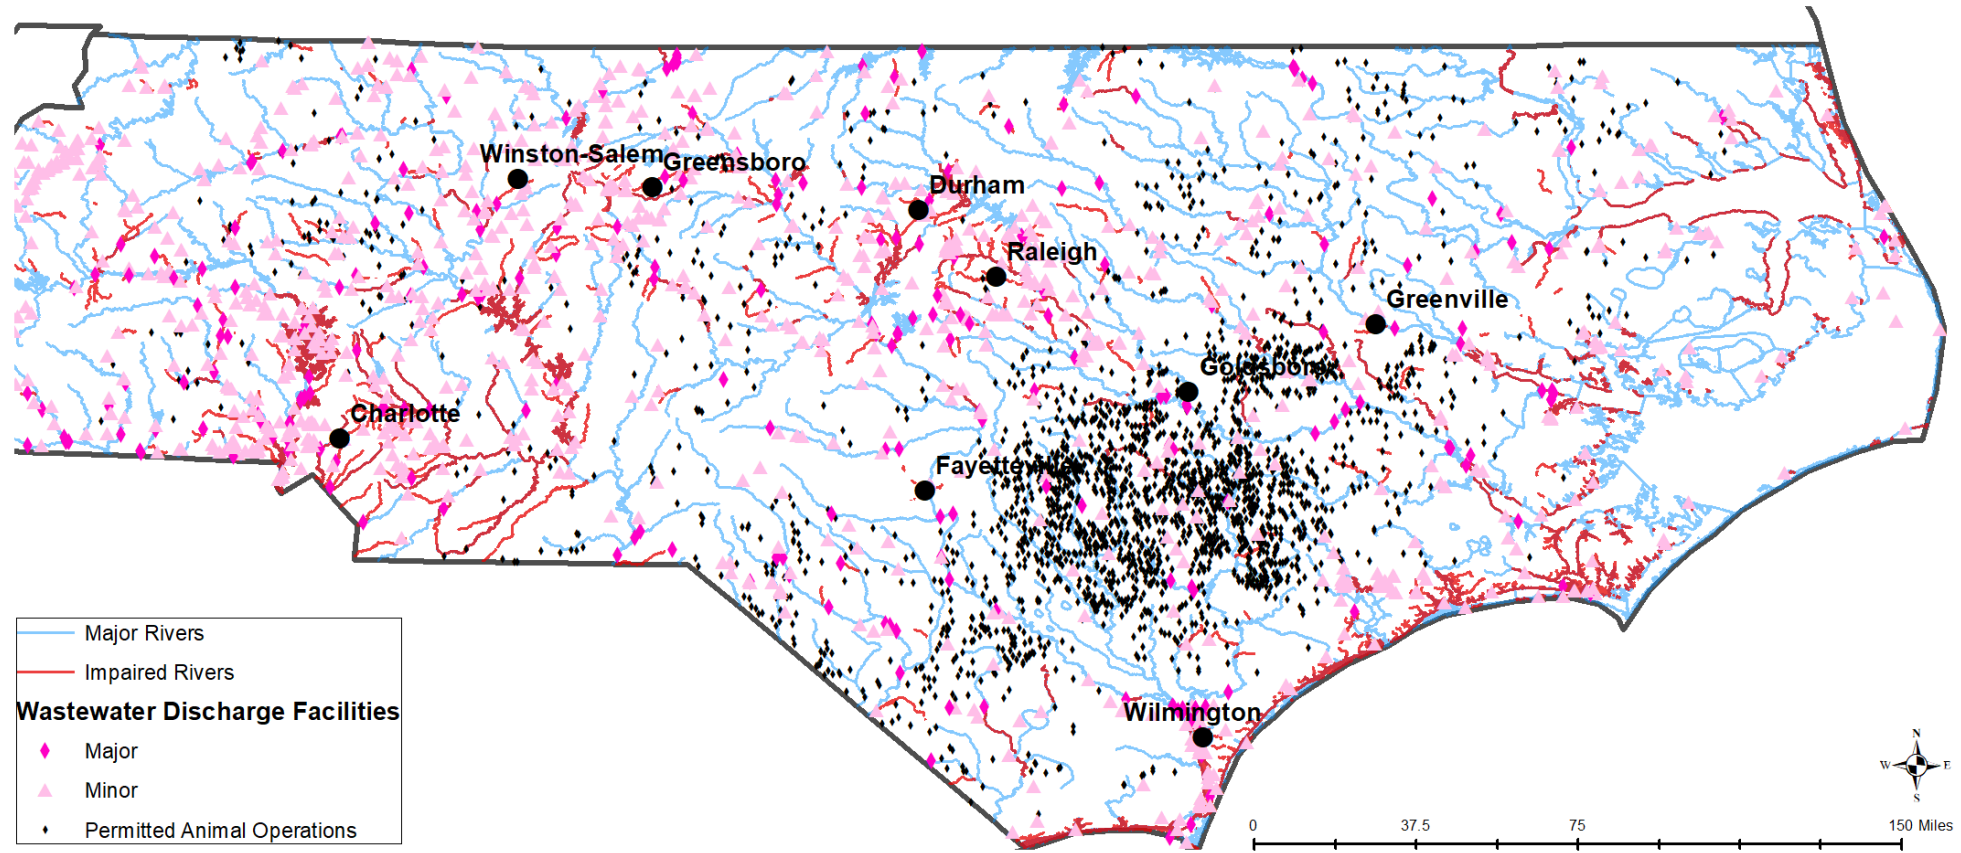 Winston-Salem
Greensboro
Durham
Raleigh
Greenville
Goldsboro
Charlotte
Fayetteville
Wilmington
Major Rivers
Impaired Rivers
Wastewater Discharge Facilities
Major
Minor
Permitted Animal Operations
N
W E
S
0 37.5 75 150 Miles